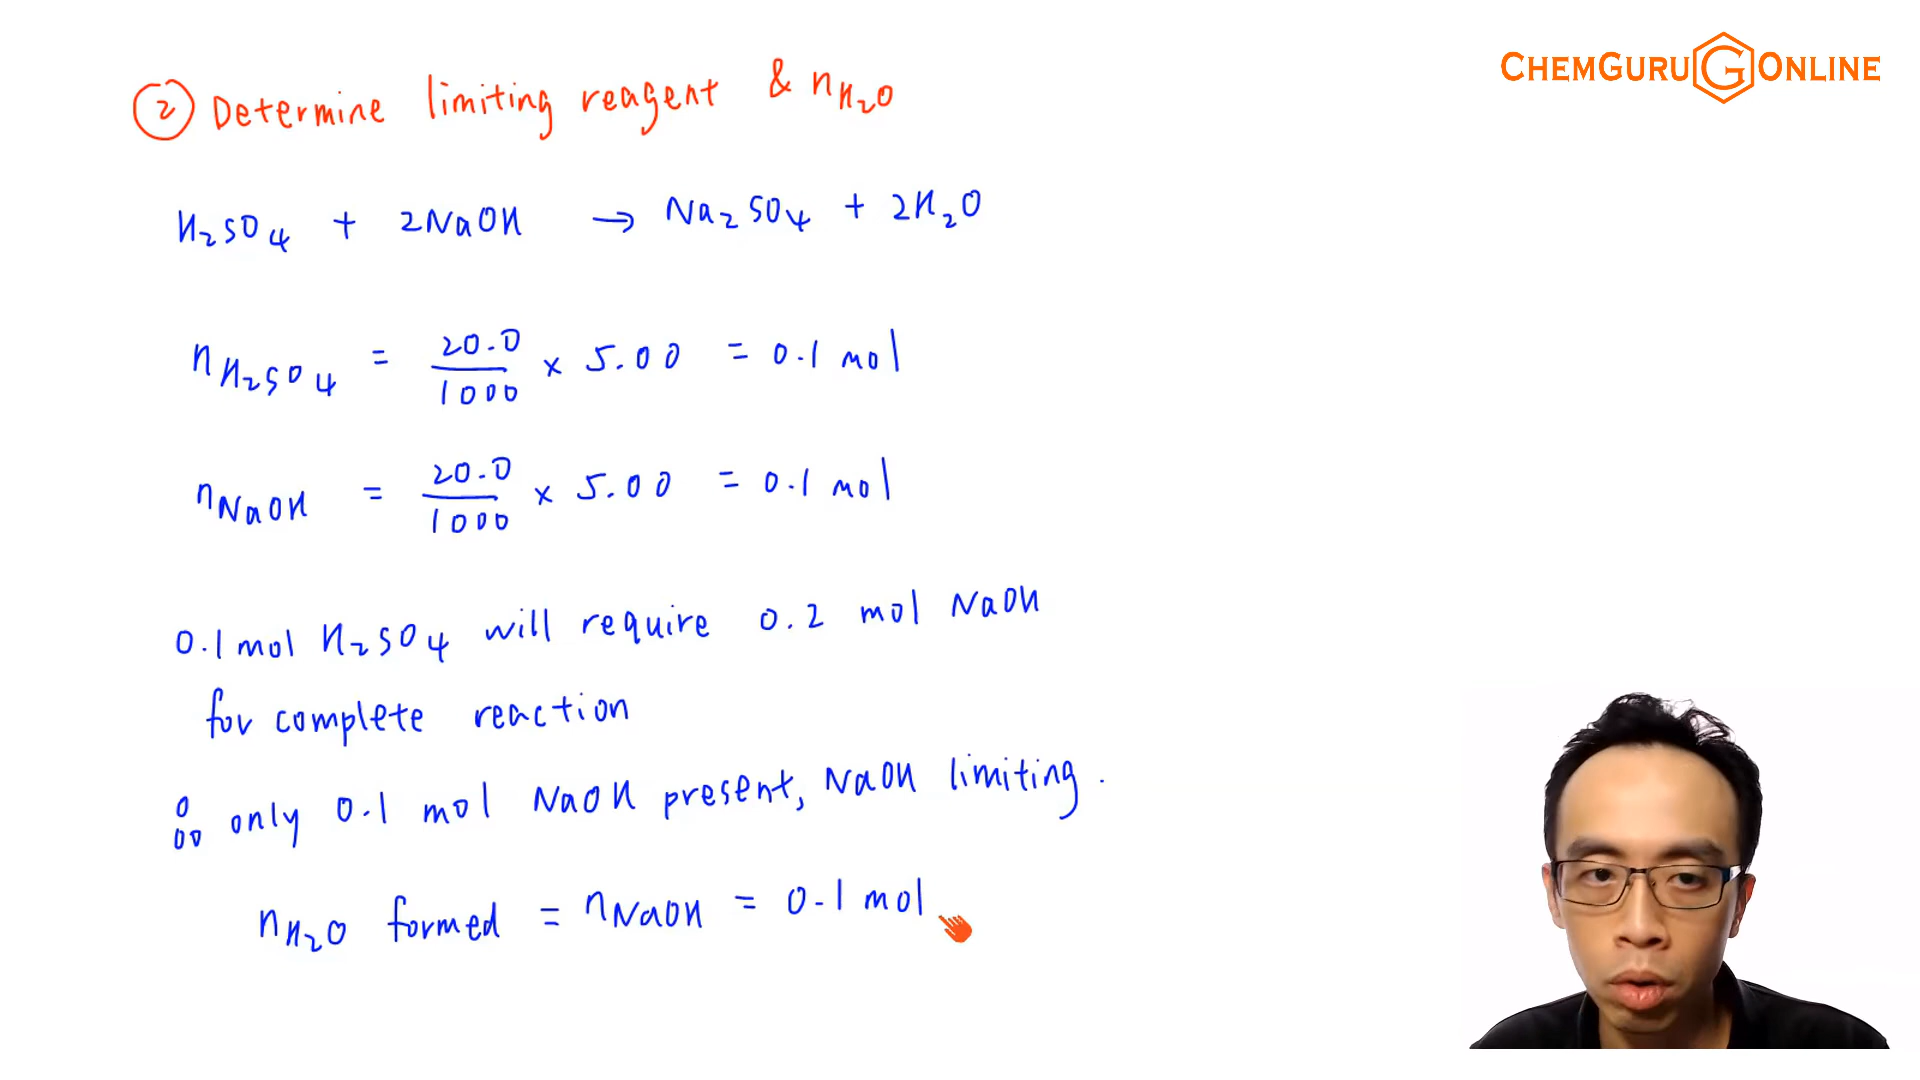 CHEMGURU G ONLINE
② Determine limiting reagent & nH₂O
H₂SO₄ + 2NaOH → Na₂SO₄ + 2H₂O
nH₂SO₄ = 20.0/1000 × 5.00 = 0.1 mol
nNaOH = 20.0/1000 × 5.00 = 0.1 mol
0.1 mol H₂SO₄ will require 0.2 mol NaOH
for complete reaction
∴ only 0.1 mol NaOH present, NaOH limiting.
nH₂O formed = nNaOH = 0.1 mol